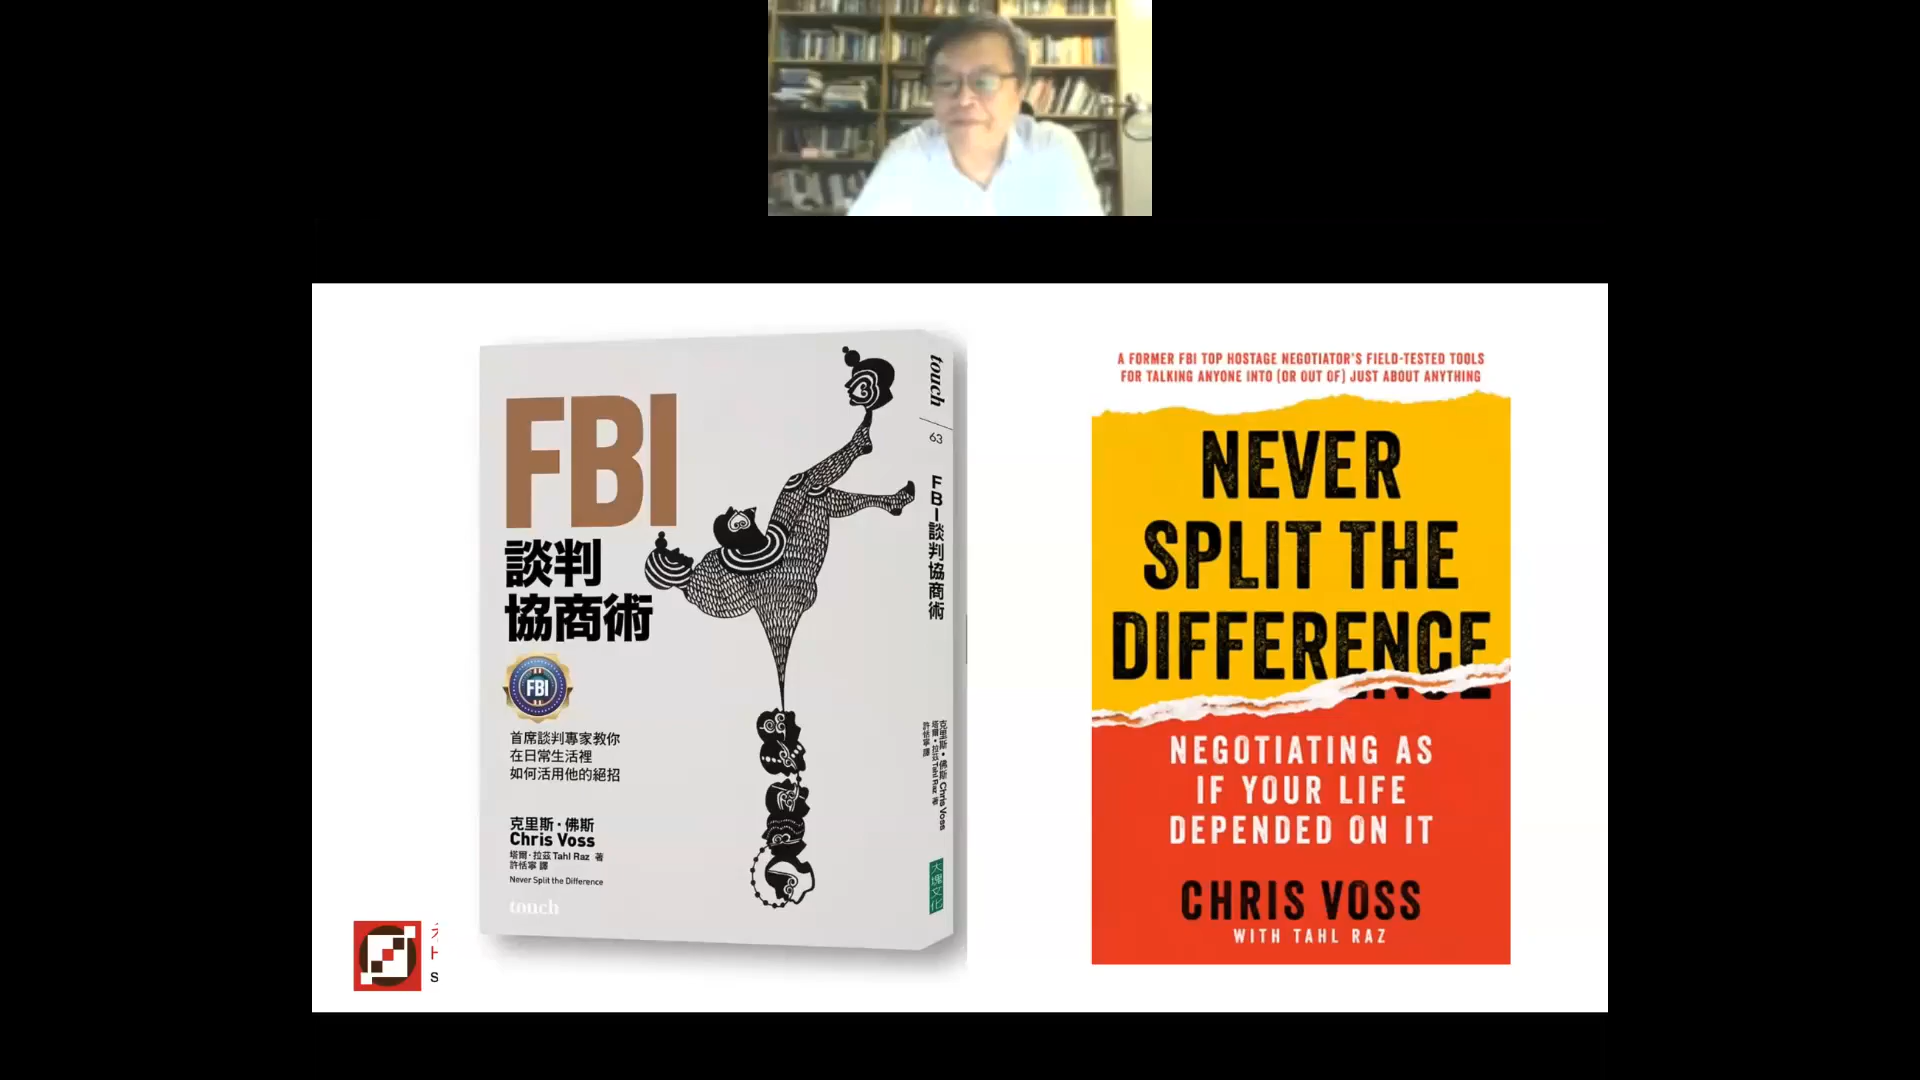 FBI
談判
協商術
FBI
首席談判專家教你
在日常生活裡
如何活用他的絕招
克里斯·佛斯
Chris Voss
塔爾·拉茲 Tahl Raz 著
許恬寧 譯
Never Split the Difference
touch
touch
63
FBI談判協商術
克里斯·佛斯 Chris Voss
塔爾·拉茲 Tahl Raz 著
許恬寧 譯
大塊文化
A FORMER FBI TOP HOSTAGE NEGOTIATOR'S FIELD-TESTED TOOLS
FOR TALKING ANYONE INTO (OR OUT OF) JUST ABOUT ANYTHING
NEVER
SPLIT THE
DIFFERENCE
NEGOTIATING AS
IF YOUR LIFE
DEPENDED ON IT
CHRIS VOSS
WITH TAHL RAZ